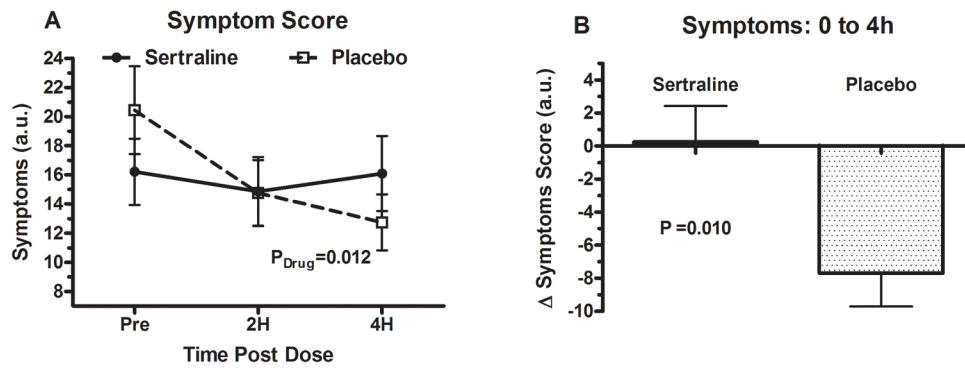 A
Symptom Score
Sertraline
Placebo
24
22
20
18
16
14
12
10
8
Symptoms (a.u.)
P_Drug=0.012
Pre
2H
4H
Time Post Dose
B
Symptoms: 0 to 4h
Sertraline
Placebo
4
2
0
-2
-4
-6
-8
-10
Δ Symptoms Score (a.u.)
P =0.010